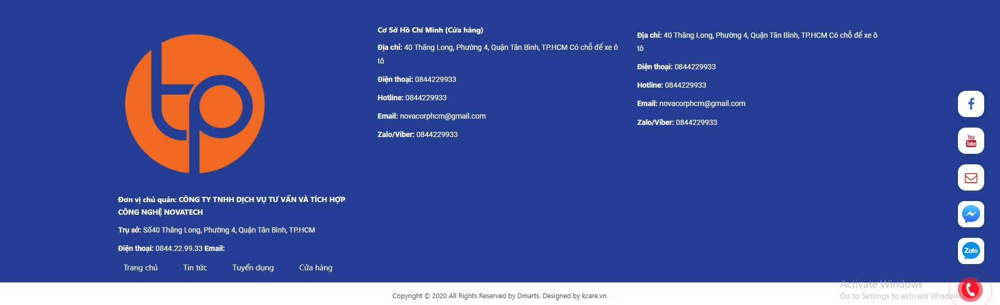 tp
Đơn vị chủ quản: CÔNG TY TNHH DỊCH VỤ TƯ VẤN VÀ TÍCH HỢP
CÔNG NGHỆ NOVATECH
Trụ sở: Số40 Thăng Long, Phường 4, Quận Tân Bình, TP.HCM
Điện thoại: 0844.22.99.33 Email:
Trang chủ Tin tức Tuyển dụng Cửa hàng
Cơ Sở Hồ Chí Minh (Cửa hàng)
Địa chỉ: 40 Thăng Long, Phường 4, Quận Tân Bình, TP.HCM Có chỗ để xe ô
tô
Điện thoại: 0844229933
Hotline: 0844229933
Email: novacorphcm@gmail.com
Zalo/Viber: 0844229933
Địa chỉ: 40 Thăng Long, Phường 4, Quận Tân Bình, TP.HCM Có chỗ để xe ô
tô
Điện thoại: 0844229933
Hotline: 0844229933
Email: novacorphcm@gmail.com
Zalo/Viber: 0844229933
f
You
Tube
Zalo
Activate Windows
Go to Settings to activate Windows
Copyright © 2020 All Rights Reserved by Dmarts. Designed by kcare.vn